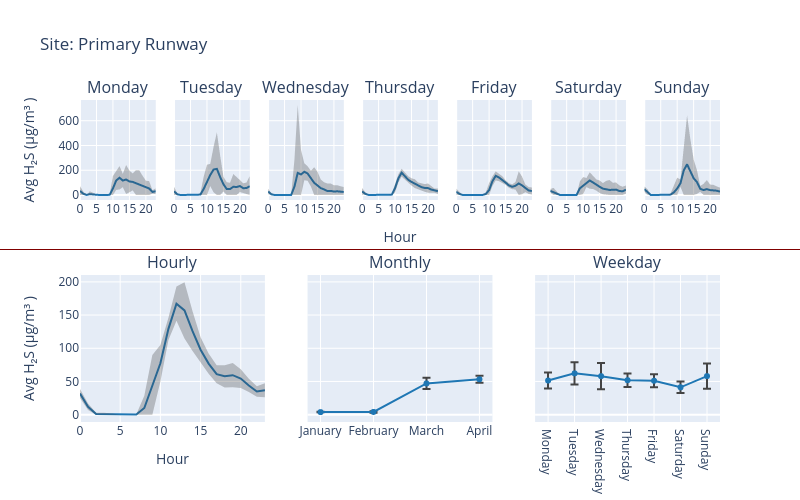 Site: Primary Runway
Monday Tuesday Wednesday Thursday Friday Saturday Sunday
Avg H₂S (µg/m³ )
600
400
200
0
0 5 10 15 20 0 5 10 15 20 0 5 10 15 20 0 5 10 15 20 0 5 10 15 20 0 5 10 15 20 0 5 10 15 20
Hour
Hourly Monthly Weekday
Avg H₂S (µg/m³ )
200
150
100
50
0
0 5 10 15 20
January February March April
Monday
Tuesday
Wednesday
Thursday
Friday
Saturday
Sunday
Hour